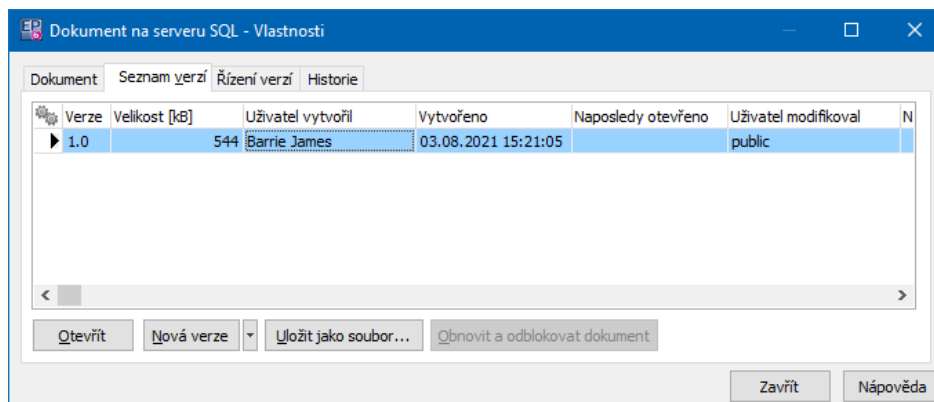 Dokument na serveru SQL - Vlastnosti
Dokument Seznam verzí Řízení verzí Historie
Verze Velikost [kB] Uživatel vytvořil Vytvořeno Naposledy otevřeno Uživatel modifikoval N
1.0 544 Barrie James 03.08.2021 15:21:05 public
Otevřít Nová verze Uložit jako soubor... Obnovit a odblokovat dokument
Zavřít Nápověda